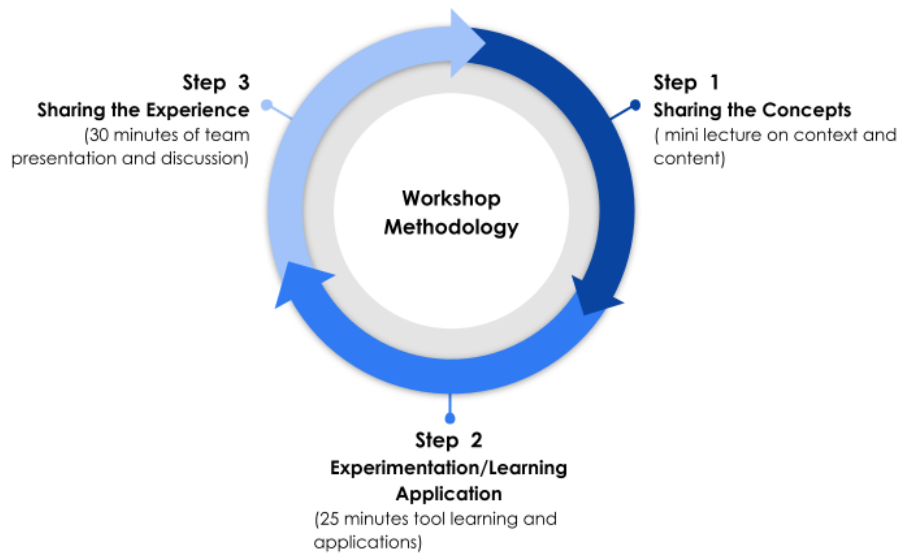 Step 3
Sharing the Experience
(30 minutes of team
presentation and discussion)
Step 1
Sharing the Concepts
( mini lecture on context and
content)
Workshop
Methodology
Step 2
Experimentation/Learning
Application
(25 minutes tool learning and
applications)